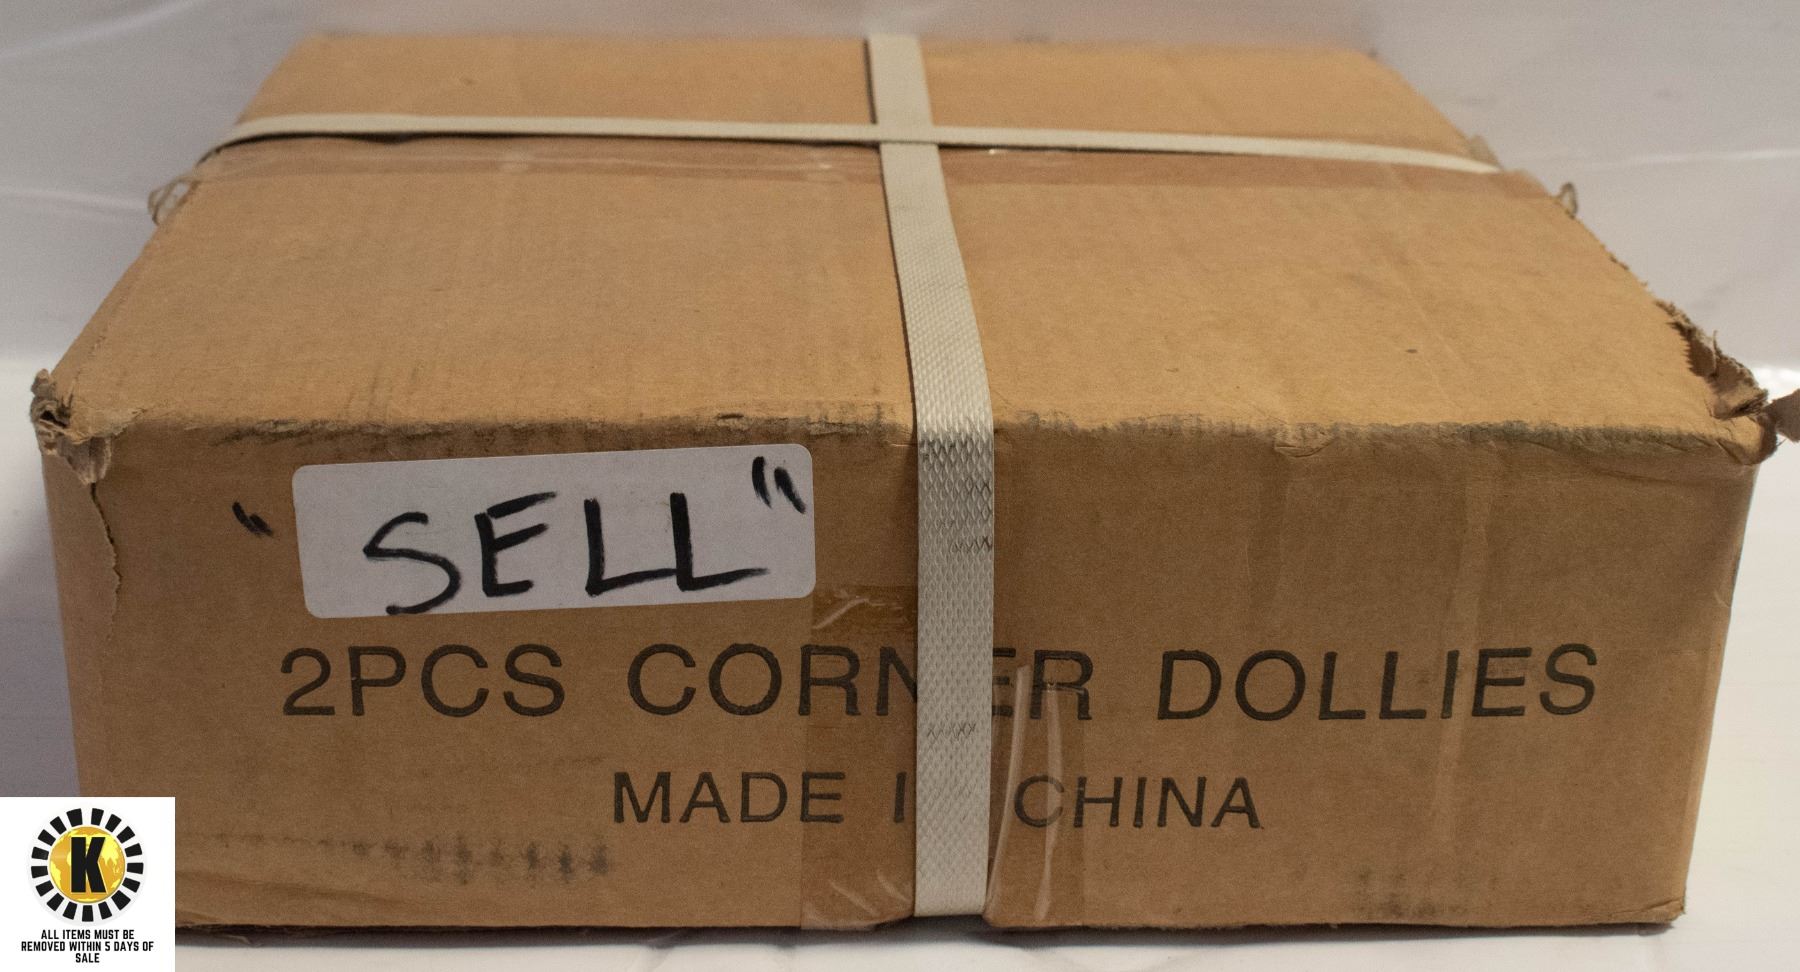 "SELL"
2PCS CORNER DOLLIES
MADE IN CHINA
K
ALL ITEMS MUST BE
REMOVED WITHIN 5 DAYS OF
SALE